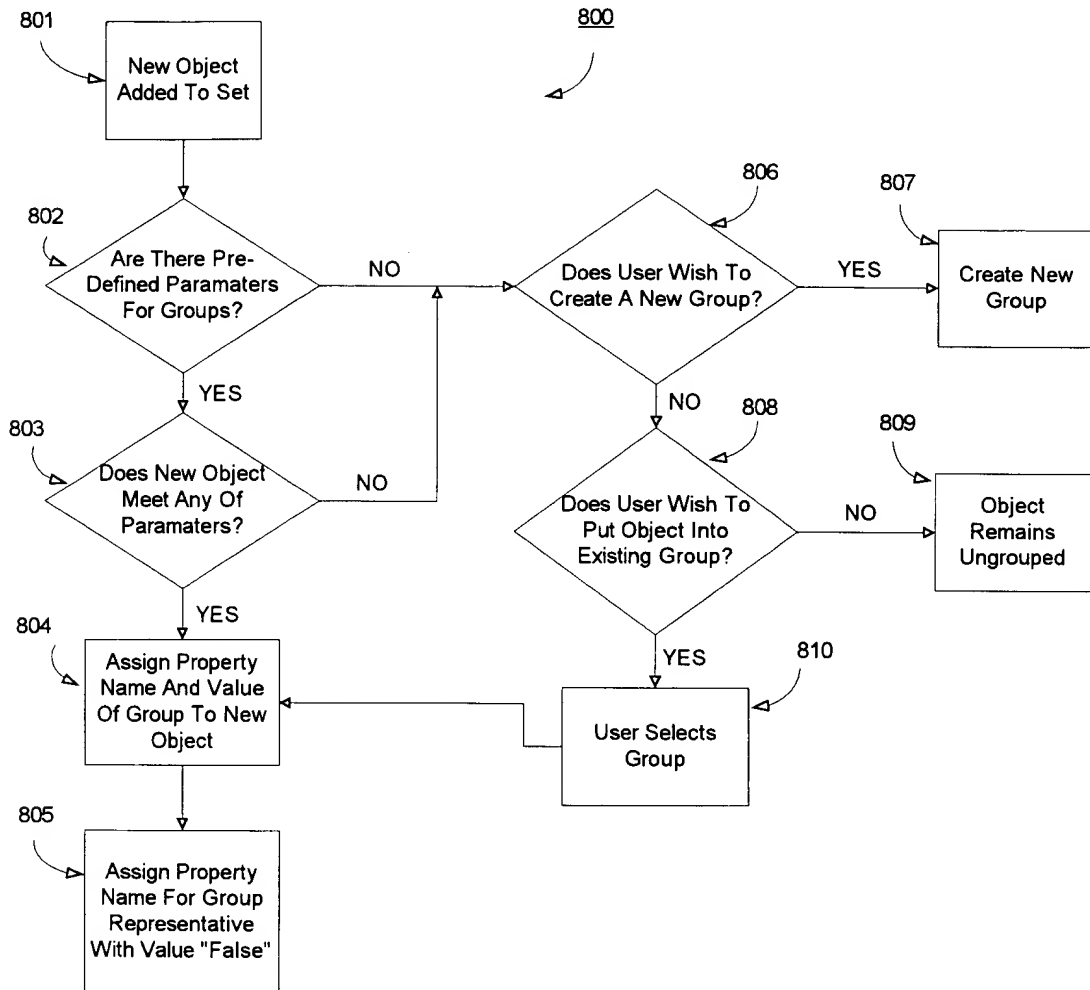 801
800
New Object
Added To Set
802
Are There Pre-
Defined Paramaters
For Groups?
NO
806
Does User Wish To
Create A New Group?
YES
807
Create New
Group
YES
NO
803
Does New Object
Meet Any Of
Paramaters?
NO
808
Does User Wish To
Put Object Into
Existing Group?
NO
809
Object
Remains
Ungrouped
YES
YES
804
Assign Property
Name And Value
Of Group To New
Object
810
User Selects
Group
805
Assign Property
Name For Group
Representative
With Value "False"